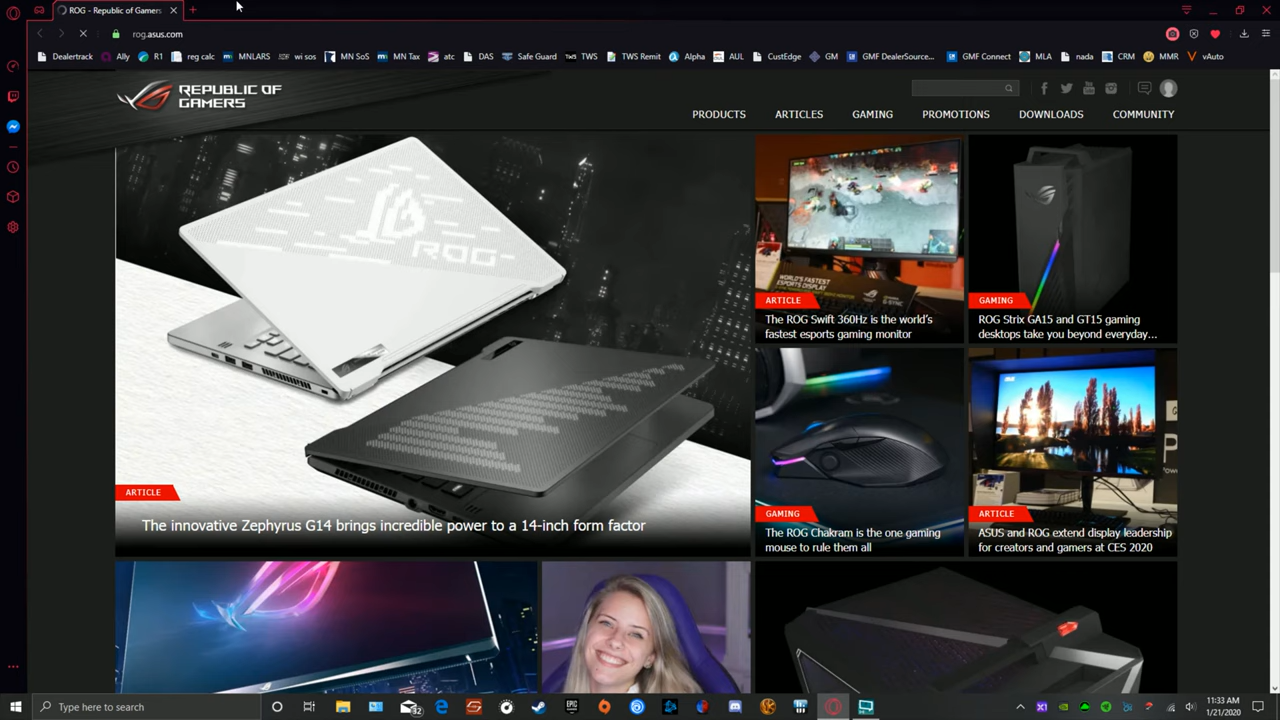 ROG - Republic of Gamers
rog.asus.com
Dealertrack
Ally
R1
reg calc
MNLARS
wi sos
MN SoS
MN Tax
atc
DAS
Safe Guard
TWS
TWS Remit
Alpha
AUL
CustEdge
GM
GMF DealerSource...
GMF Connect
MLA
nada
CRM
MMR
vAuto
REPUBLIC OF
GAMERS
PRODUCTS
ARTICLES
GAMING
PROMOTIONS
DOWNLOADS
COMMUNITY
ROG
WORLD'S FASTEST
ESPORTS DISPLAY
ARTICLE
The ROG Swift 360Hz is the world's
fastest esports gaming monitor
GAMING
ROG Strix GA15 and GT15 gaming
desktops take you beyond everyday...
ARTICLE
The innovative Zephyrus G14 brings incredible power to a 14-inch form factor
GAMING
The ROG Chakram is the one gaming
mouse to rule them all
ARTICLE
ASUS and ROG extend display leadership
for creators and gamers at CES 2020
Type here to search
11:33 AM
1/21/2020